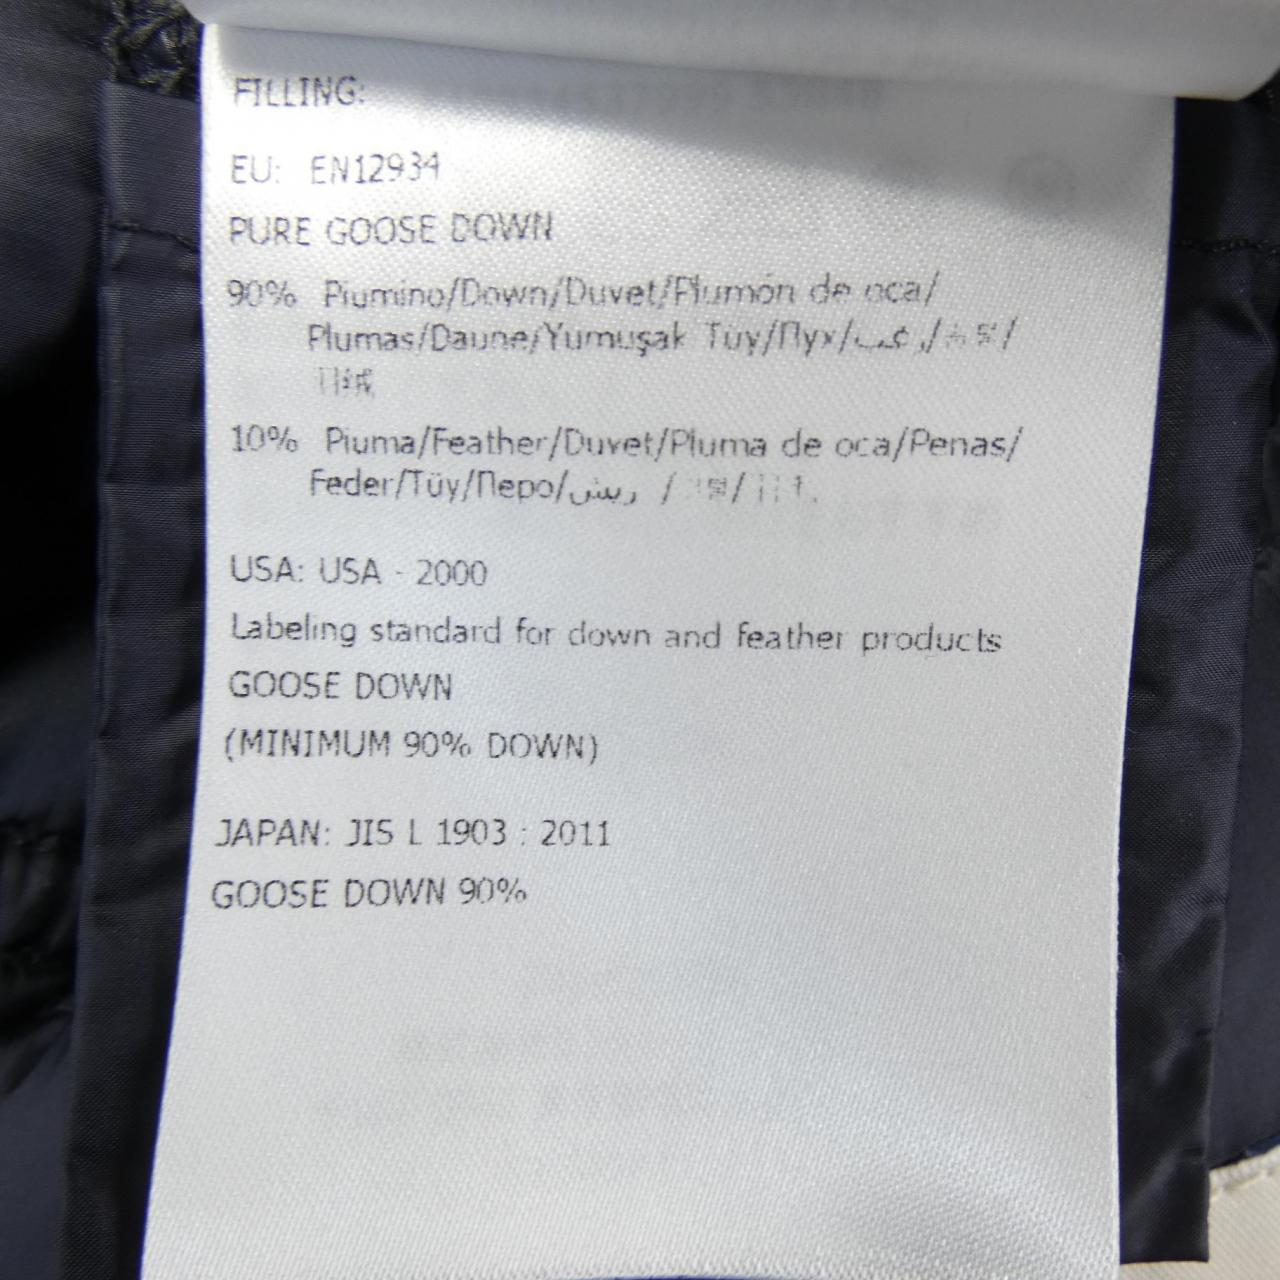 FILLING:
EU: EN12934
PURE GOOSE DOWN
90% Piumino/Down/Duvet/Plumón de oca/
Plumas/Daune/Yumuşak Tüy/Пух/زغب/
10% Piuma/Feather/Duvet/Pluma de oca/Penas/
Feder/Tüy/Перо/ريش/
USA: USA - 2000
Labeling standard for down and feather products
GOOSE DOWN
(MINIMUM 90% DOWN)
JAPAN: JIS L 1903 : 2011
GOOSE DOWN 90%